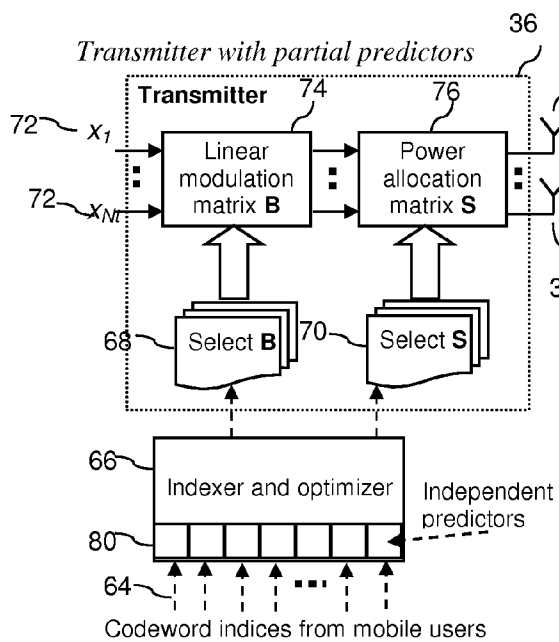 36
Transmitter with partial predictors
Transmitter
74
76
72
X1
Linear modulation matrix B
Power allocation matrix S
72
XNt
3
68
Select B
70
Select S
66
Indexer and optimizer
Independent predictors
80
64
Codeword indices from mobile users